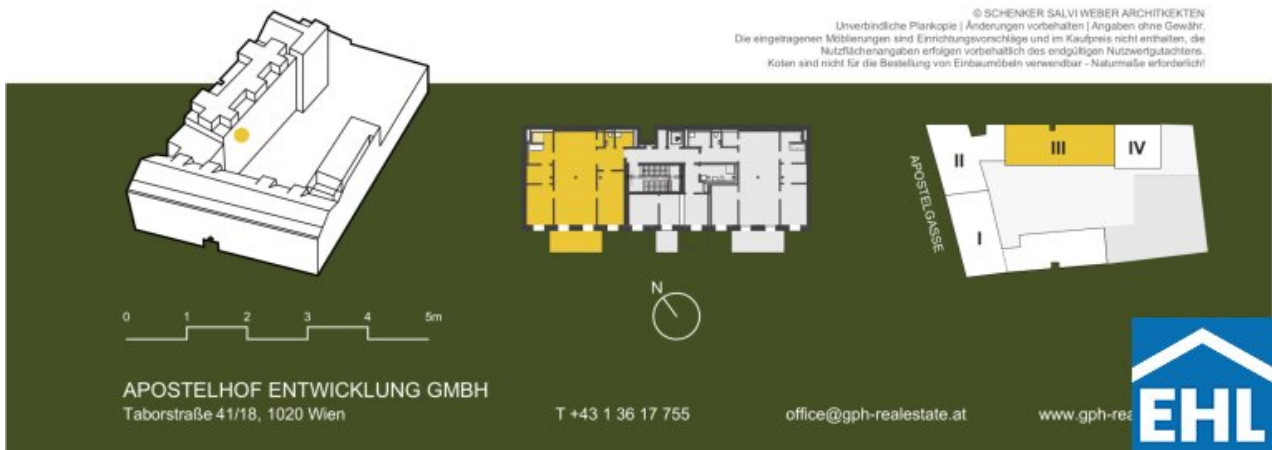 © SCHENKER SALVI WEBER ARCHITKEKTEN
Unverbindliche Plankopie | Änderungen vorbehalten | Angaben ohne Gewähr.
Die eingetragenen Möblierungen sind Einrichtungsvorschläge und im Kaufpreis nicht enthalten, die
Nutzflächenangaben erfolgen vorbehaltlich des endgültigen Nutzwertgutachtens.
Koten sind nicht für die Bestellung von Einbaumöbeln verwendbar - Naturmaße erforderlich!
II
III
IV
APOSTELGASSE
I
N
0 1 2 3 4 5m
APOSTELHOF ENTWICKLUNG GMBH
Taborstraße 41/18, 1020 Wien
T +43 1 36 17 755
office@gph-realestate.at
www.gph-rea
EHL